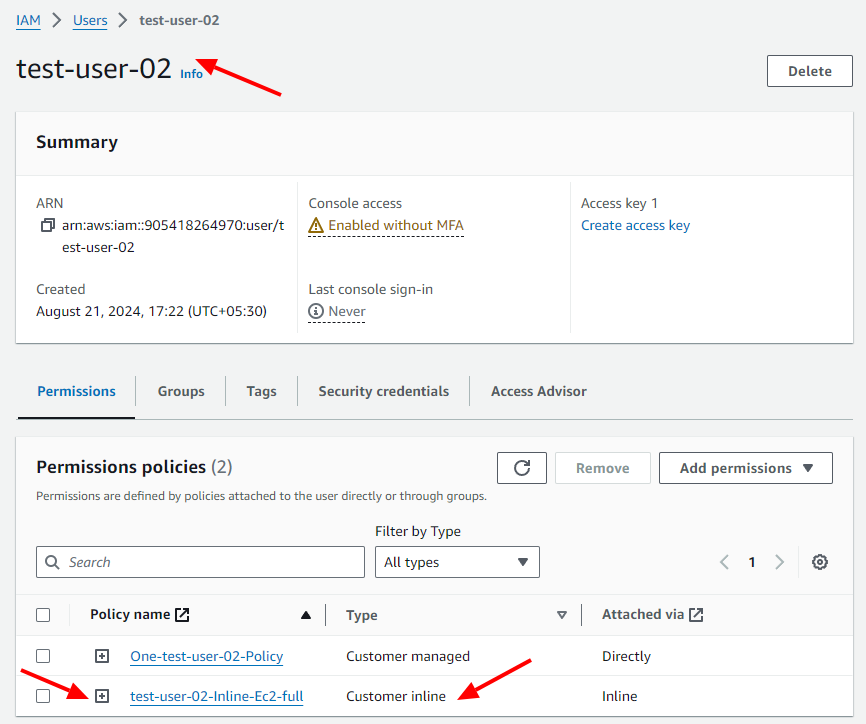 IAM > Users > test-user-02
test-user-02 Info
Delete
Summary
ARN
arn:aws:iam::905418264970:user/t
est-user-02
Console access
Enabled without MFA
Access key 1
Create access key
Created
August 21, 2024, 17:22 (UTC+05:30)
Last console sign-in
Never
Permissions Groups Tags Security credentials Access Advisor
Permissions policies (2)
Remove Add permissions
Permissions are defined by policies attached to the user directly or through groups.
Filter by Type
Search All types 1
Policy name Type Attached via
One-test-user-02-Policy Customer managed Directly
test-user-02-Inline-Ec2-full Customer inline Inline